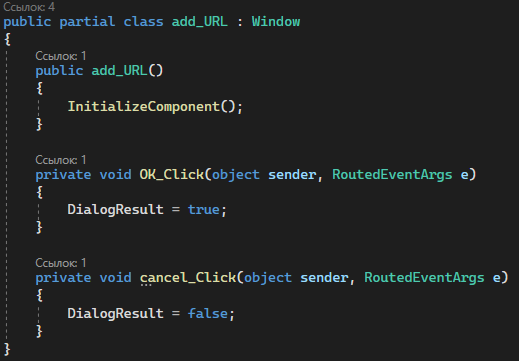 Ссылок: 4
public partial class add_URL : Window
{
Ссылок: 1
public add_URL()
{
InitializeComponent();
}
Ссылок: 1
private void OK_Click(object sender, RoutedEventArgs e)
{
DialogResult = true;
}
Ссылок: 1
private void cancel_Click(object sender, RoutedEventArgs e)
{
DialogResult = false;
}
}